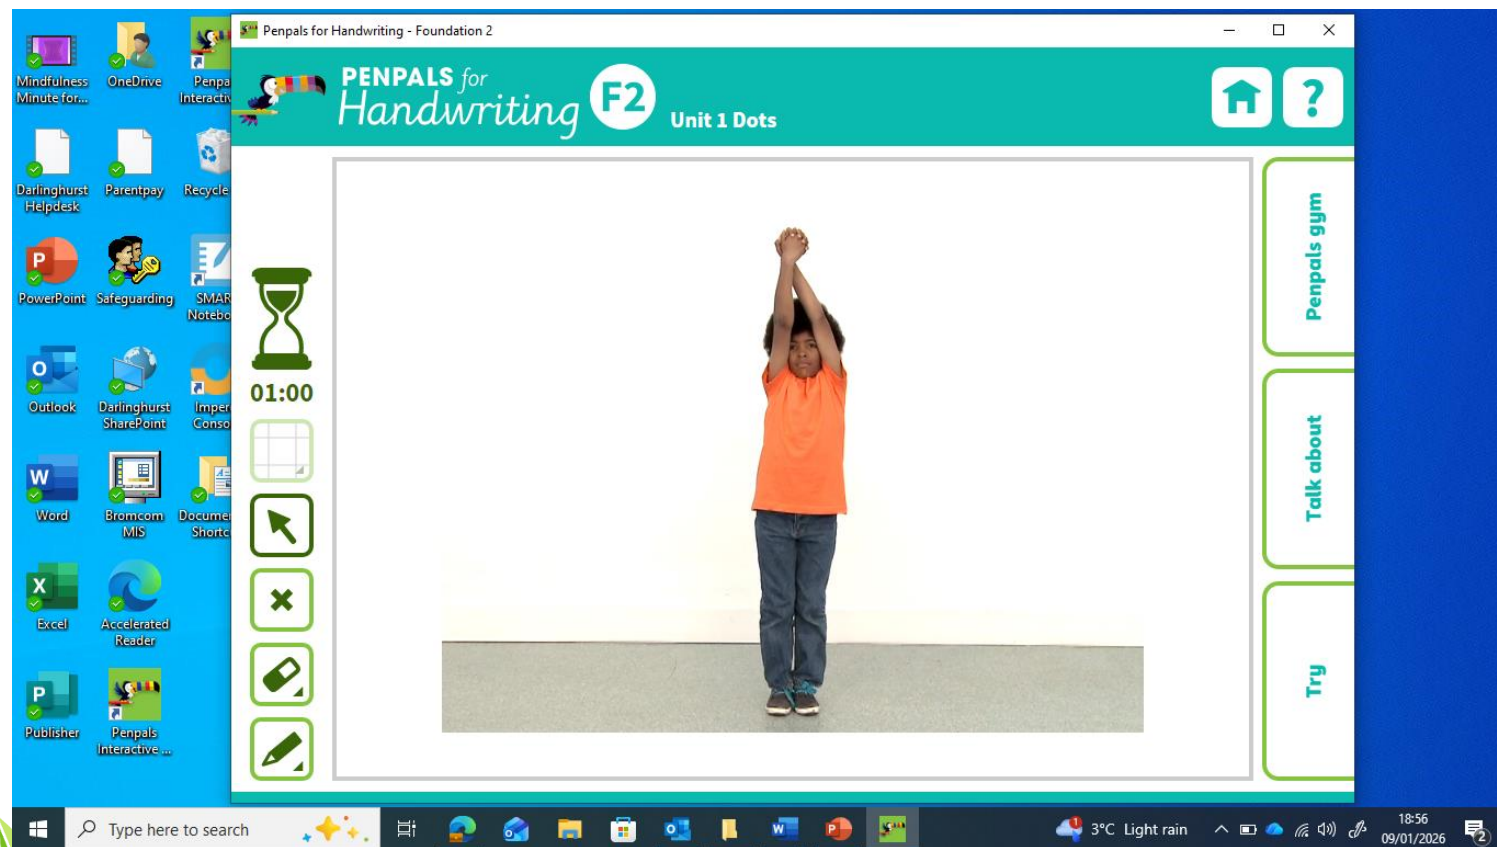 Mindfulness
Minute for...
OneDrive
Penpa
Interactiv
Darlinghurst
Helpdesk
Parentpay
Recycle
PowerPoint
Safeguarding
SMAR
Notebo
Outlook
Darlinghurst
SharePoint
Imper
Conso
Word
Bromcom
MIS
Docume
Shortc
Excel
Accelerated
Reader
Publisher
Penpals
Interactive ...
Penpals for Handwriting - Foundation 2
PENPALS for
Handwriting
F2
Unit 1 Dots
?
01:00
Penpals gym
Talk about
Try
Type here to search
3°C Light rain
18:56
09/01/2026